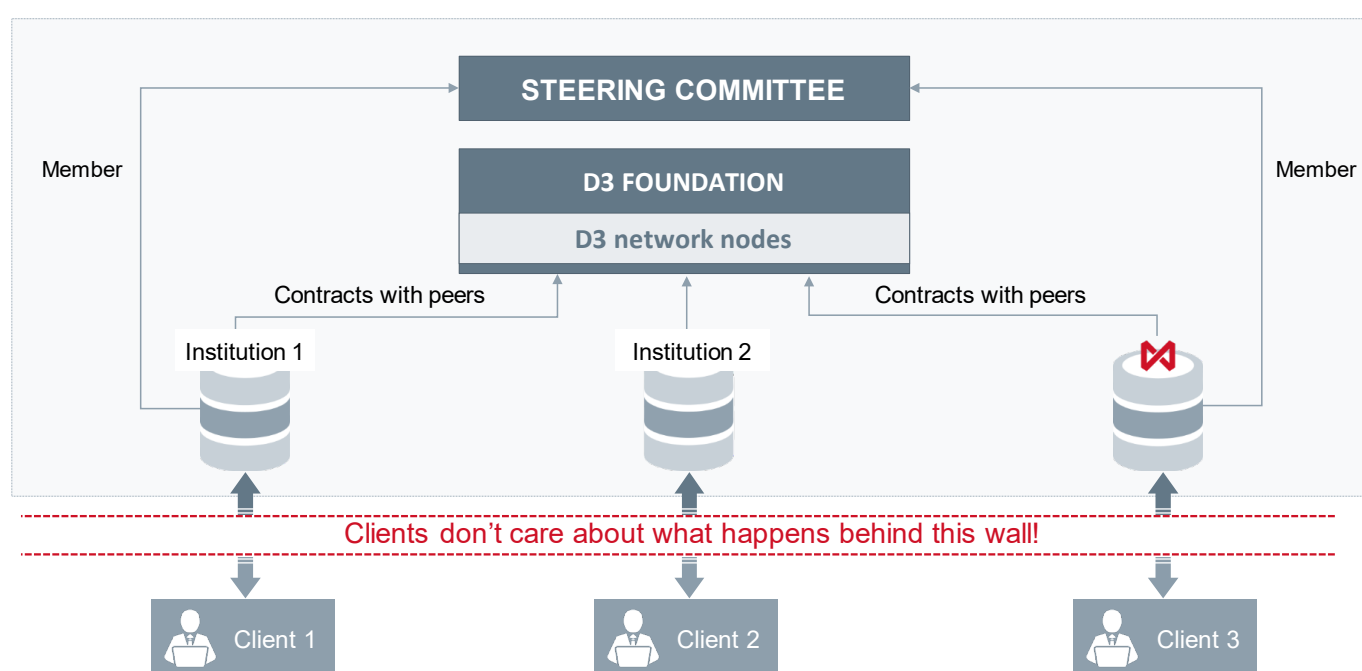 STEERING COMMITTEE
Member
Member
D3 FOUNDATION
D3 network nodes
Contracts with peers
Contracts with peers
Institution 1
Institution 2
Clients don’t care about what happens behind this wall!
Client 1
Client 2
Client 3